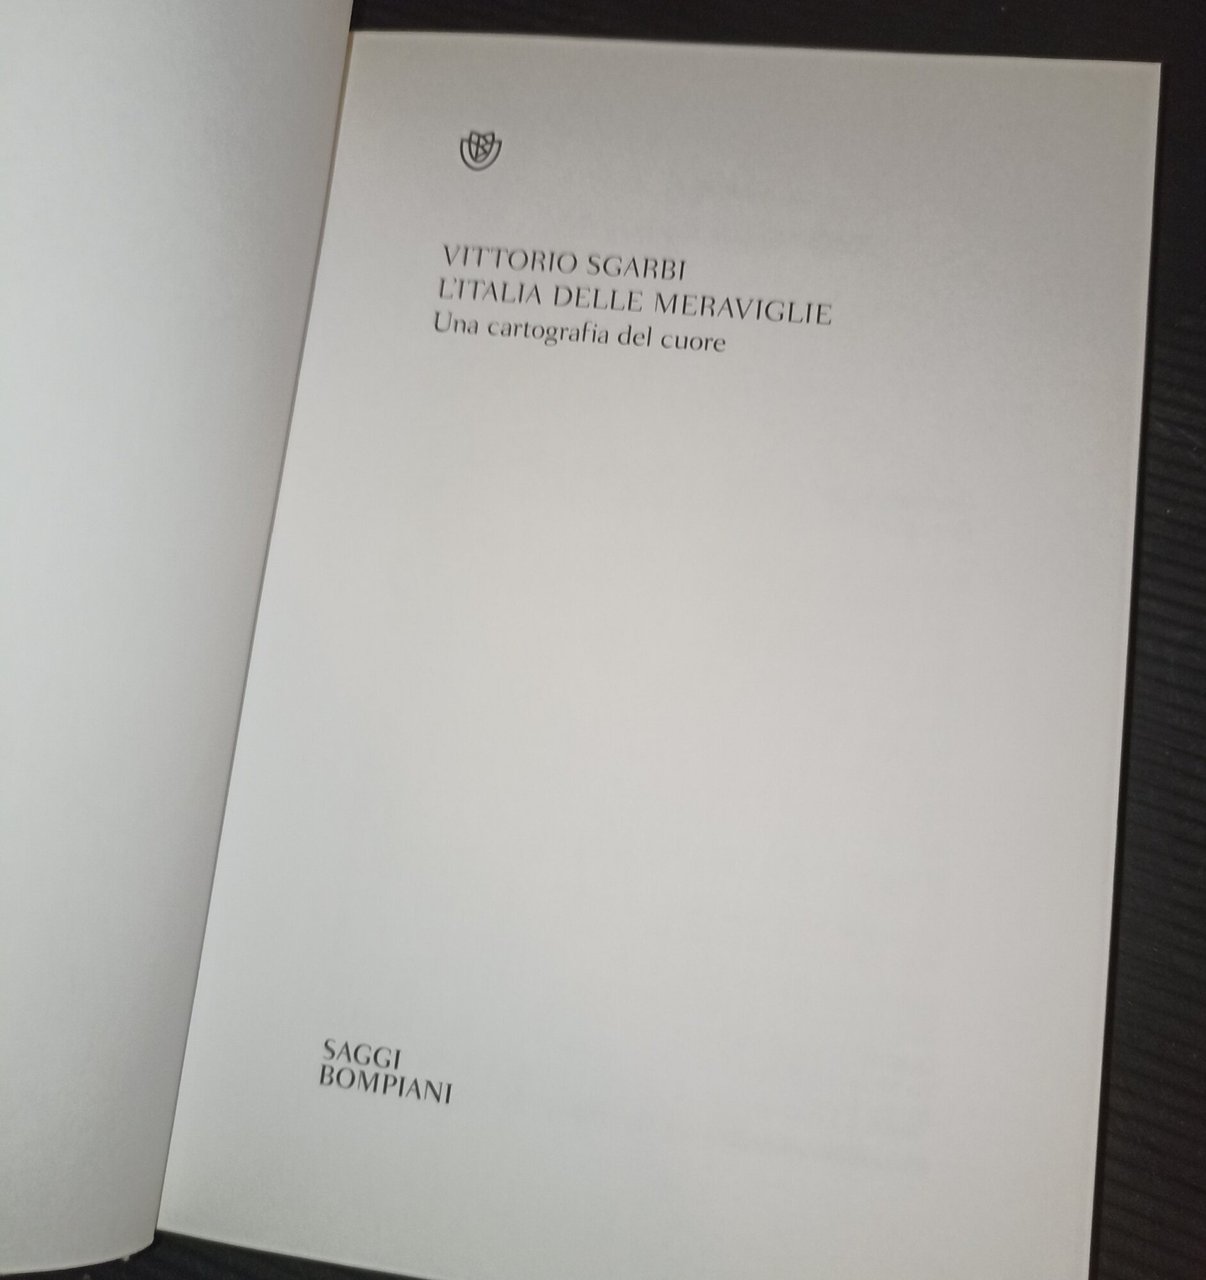 VITTORIO SGARBI
L'ITALIA DELLE MERAVIGLIE
Una cartografia del cuore
SAGGI
BOMPIANI